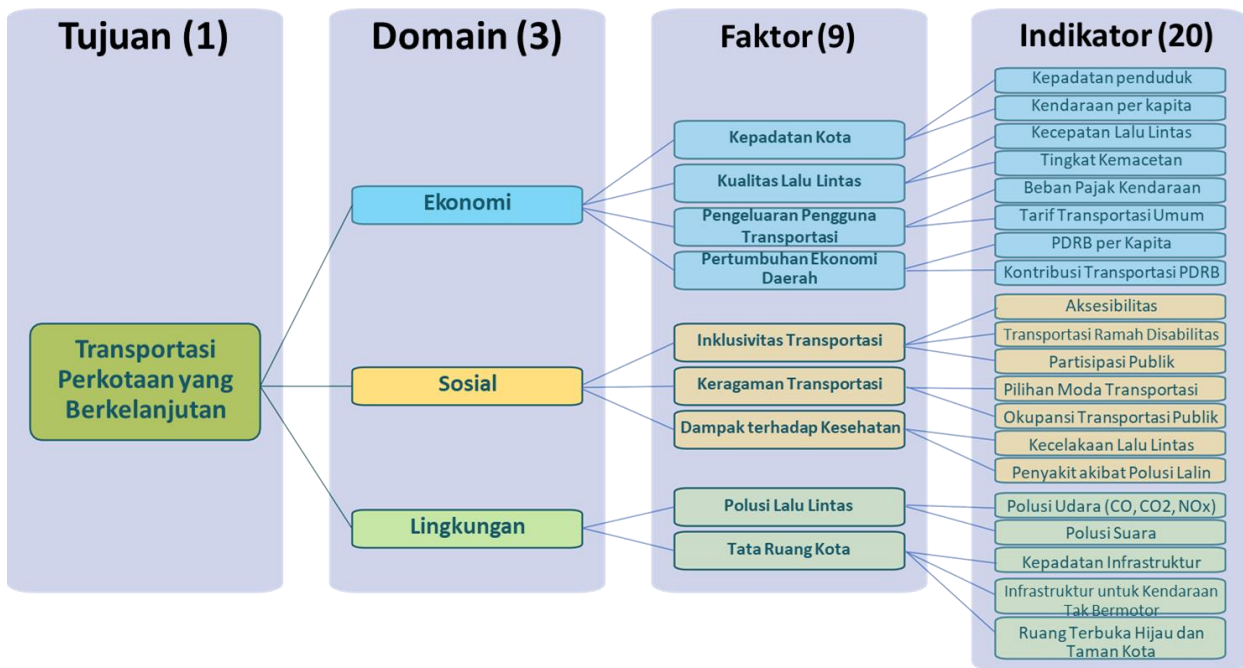 Tujuan (1)
Domain (3)
Faktor (9)
Indikator (20)
Transportasi
Perkotaan yang
Berkelanjutan
Ekonomi
Sosial
Lingkungan
Kepadatan Kota
Kualitas Lalu Lintas
Pengeluaran Pengguna
Transportasi
Pertumbuhan Ekonomi
Daerah
Inklusivitas Transportasi
Keragaman Transportasi
Dampak terhadap Kesehatan
Polusi Lalu Lintas
Tata Ruang Kota
Kepadatan penduduk
Kendaraan per kapita
Kecepatan Lalu Lintas
Tingkat Kemacetan
Beban Pajak Kendaraan
Tarif Transportasi Umum
PDRB per Kapita
Kontribusi Transportasi PDRB
Aksesibilitas
Transportasi Ramah Disabilitas
Partisipasi Publik
Pilihan Moda Transportasi
Okupansi Transportasi Publik
Kecelakaan Lalu Lintas
Penyakit akibat Polusi Lalin
Polusi Udara (CO, CO2, NOx)
Polusi Suara
Kepadatan Infrastruktur
Infrastruktur untuk Kendaraan
Tak Bermotor
Ruang Terbuka Hijau dan
Taman Kota